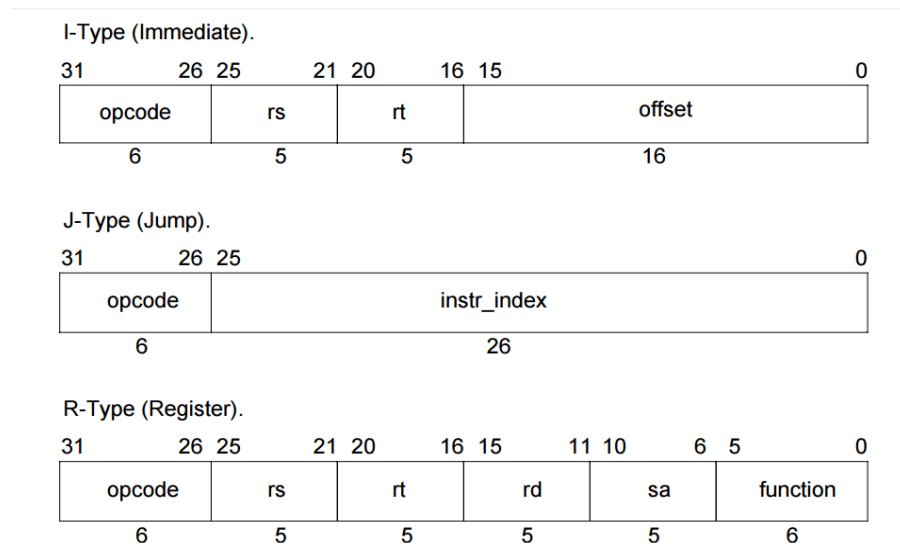 I-Type (Immediate).
31 26 25 21 20 16 15 0
opcode rs rt offset
6 5 5 16
J-Type (Jump).
31 26 25 0
opcode instr_index
6 26
R-Type (Register).
31 26 25 21 20 16 15 11 10 6 5 0
opcode rs rt rd sa function
6 5 5 5 5 6